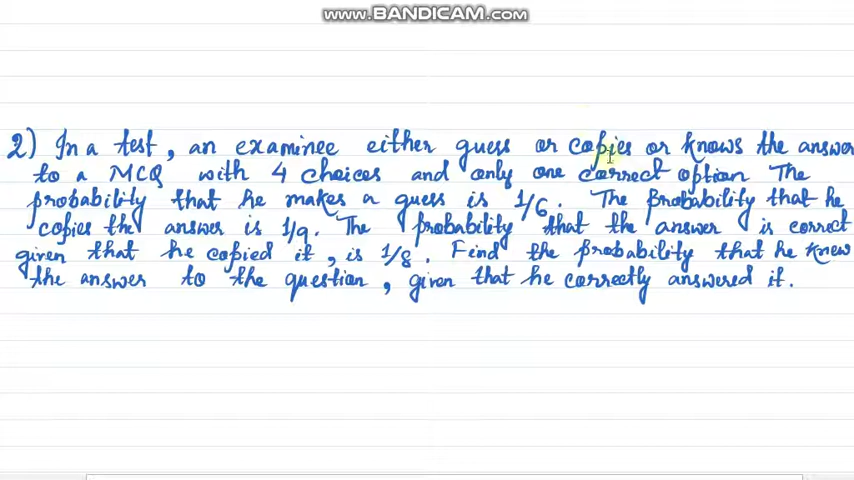 www.BANDICAM.com
2) In a test, an examinee either guess or copies or knows the answer
to a MCQ with 4 choices and only one correct option The
probability that he makes a guess is 1/6. The Probability that he
copies the answer is 1/9. The probability that the answer is correct
given that he copied it, is 1/8. Find the probability that he knew
the answer to the question, given that he correctly answered it.